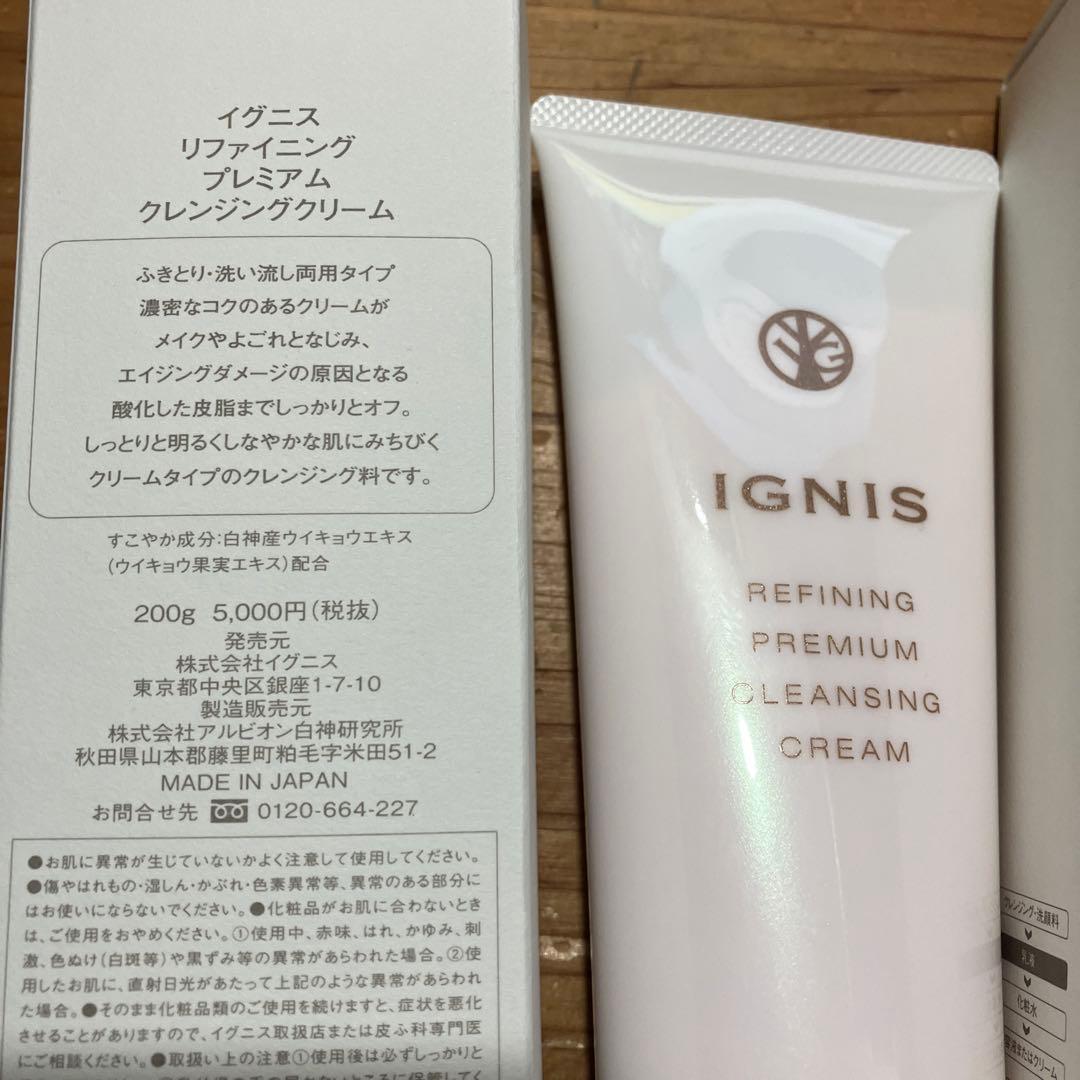 イグニス
リファイニング
プレミアム
クレンジングクリーム
ふきとり・洗い流し両用タイプ
濃密なコクのあるクリームが
メイクやよごれとなじみ、
エイジングダメージの原因となる
酸化した皮脂までしっかりとオフ。
しっとりと明るくしなやかな肌にみちびく
クリームタイプのクレンジング料です。
すこやか成分:白神産ウイキョウエキス
(ウイキョウ果実エキス)配合
200g 5,000円(税抜)
発売元
株式会社イグニス
東京都中央区銀座1-7-10
製造販売元
株式会社アルビオン白神研究所
秋田県山本郡藤里町粕毛字米田51-2
MADE IN JAPAN
お問合せ先 0120-664-227
●お肌に異常が生じていないかよく注意して使用してください。
●傷やはれもの・湿しん・かぶれ・色素異常等、異常のある部分に
はお使いにならないでください。●化粧品がお肌に合わないとき
は、ご使用をおやめください。①使用中、赤味、はれ、かゆみ、刺
激、色ぬけ(白斑等)や黒ずみ等の異常があらわれた場合。②使
用したお肌に、直射日光があたって上記のような異常があらわれ
た場合。●そのまま化粧品類のご使用を続けますと、症状を悪化
させることがありますので、イグニス取扱店または皮ふ科専門医
にご相談ください。●取扱い上の注意①使用後は必ずしっかりと
IG
IGNIS
REFINING
PREMIUM
CLEANSING
CREAM
クレンジング・洗顔料
乳液
化粧水
液またはクリーム